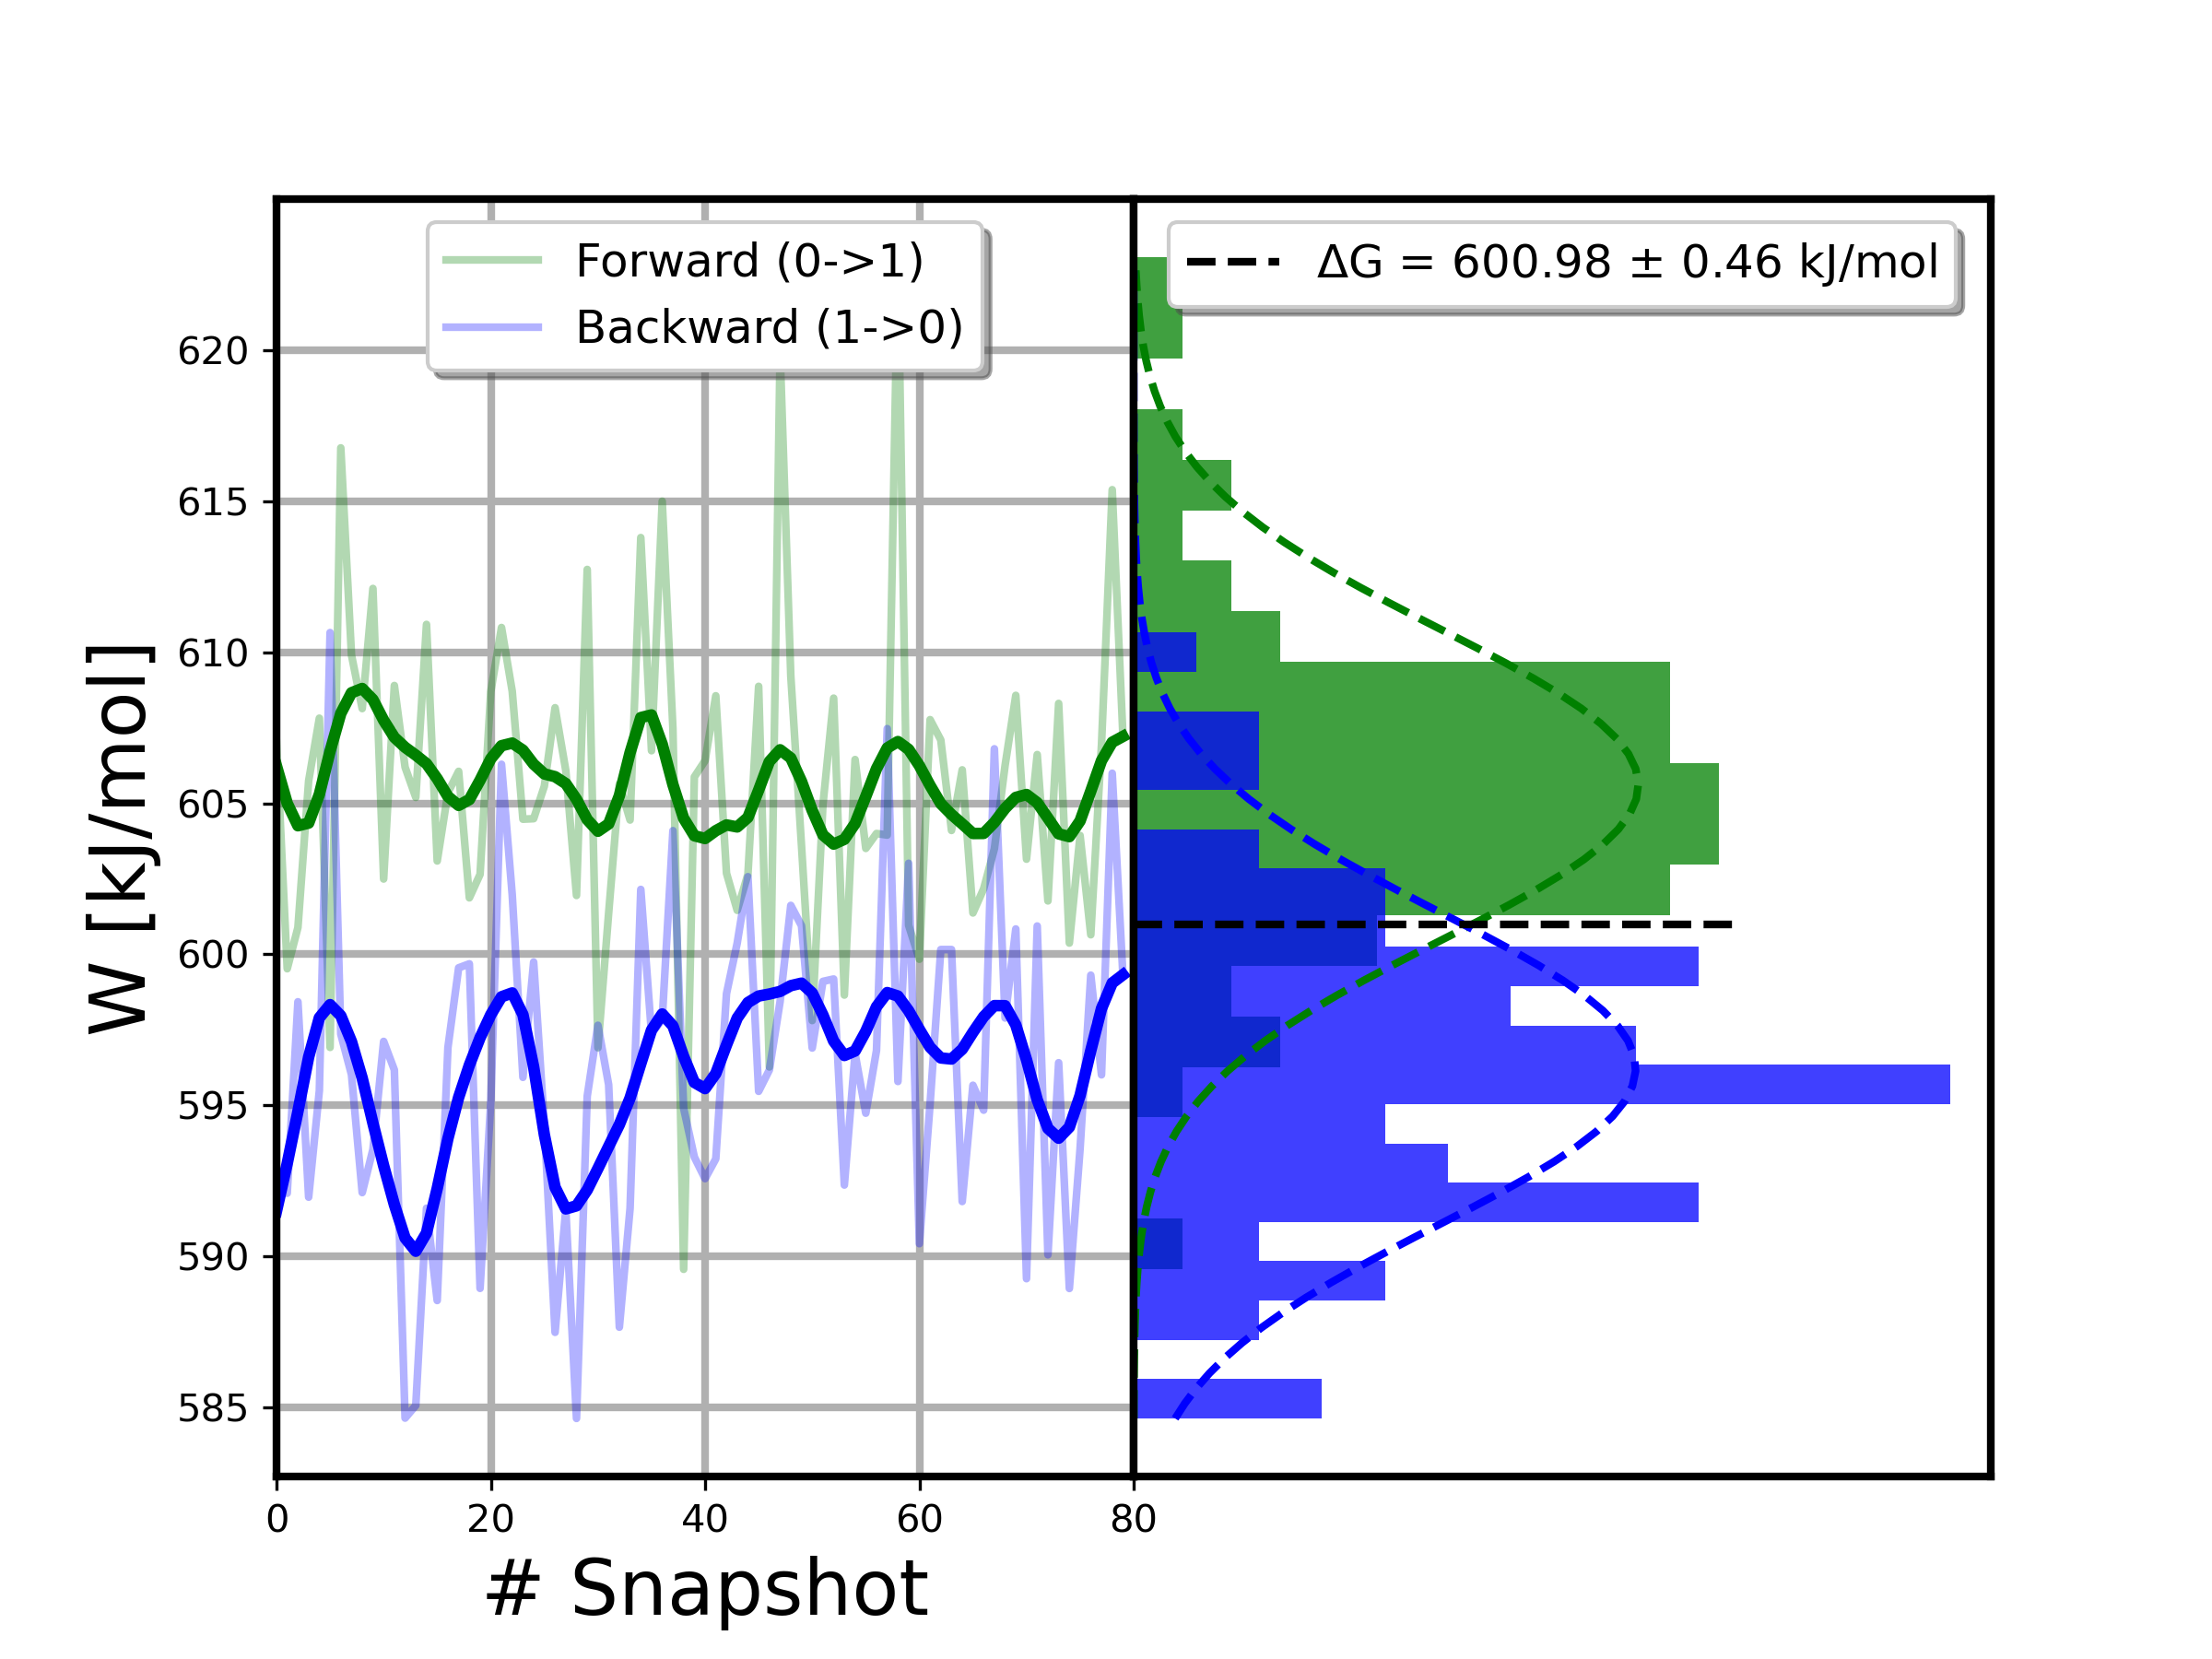 Forward (0->1)
Backward (1->0)
ΔG = 600.98 ± 0.46 kJ/mol
W [kJ/mol]
620
615
610
605
600
595
590
585
0 20 40 60 80
# Snapshot